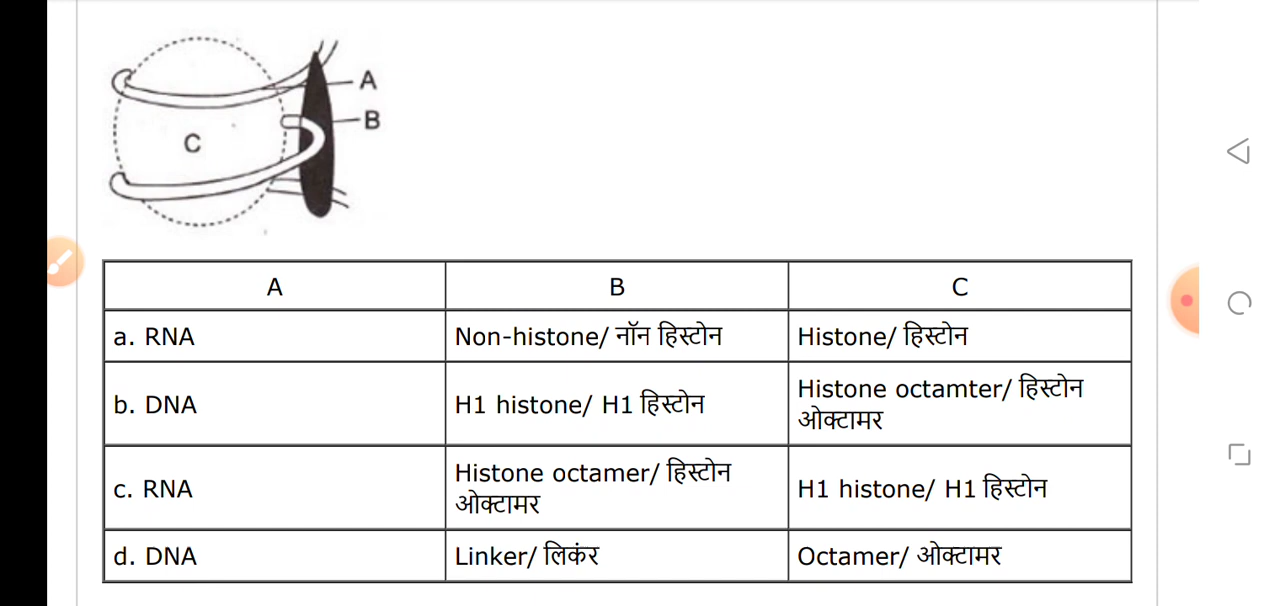 A
B
C
A B C
a. RNA Non-histone/ नॉन हिस्टोन Histone/ हिस्टोन
b. DNA H1 histone/ H1 हिस्टोन Histone octamter/ हिस्टोन
ओक्टामर
c. RNA Histone octamer/ हिस्टोन
ओक्टामर H1 histone/ H1 हिस्टोन
d. DNA Linker/ लिकंर Octamer/ ओक्टामर